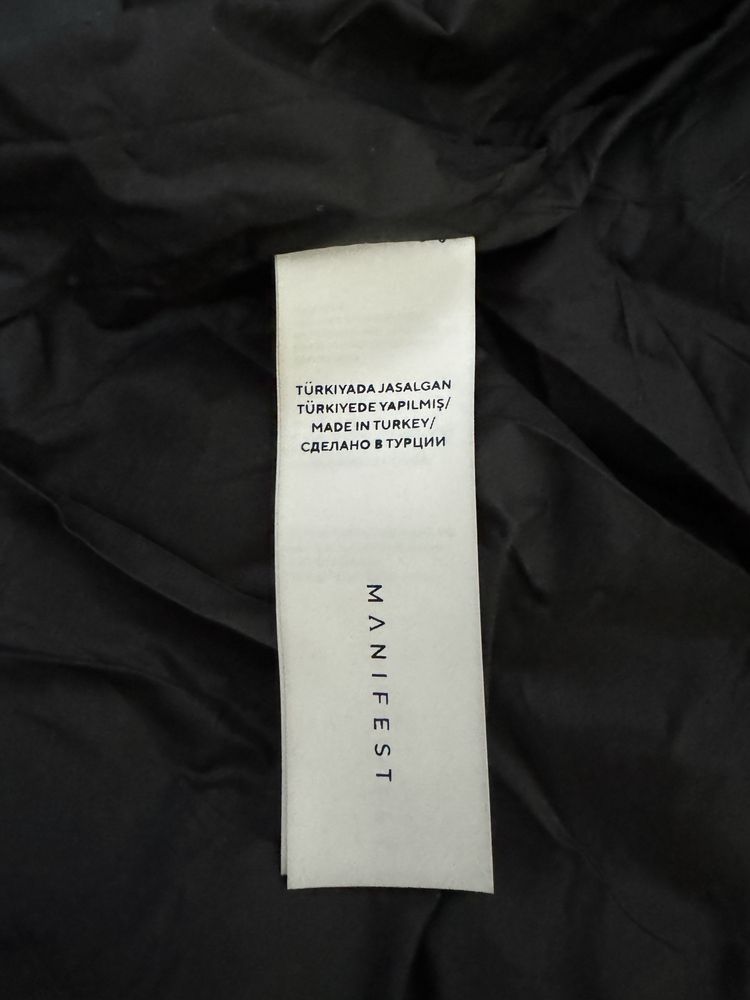 TÜRKIYADA JASALGAN
TÜRKIYEDE YAPILMIŞ/
MADE IN TURKEY/
СДЕЛАНО В ТУРЦИИ
MANIFEST